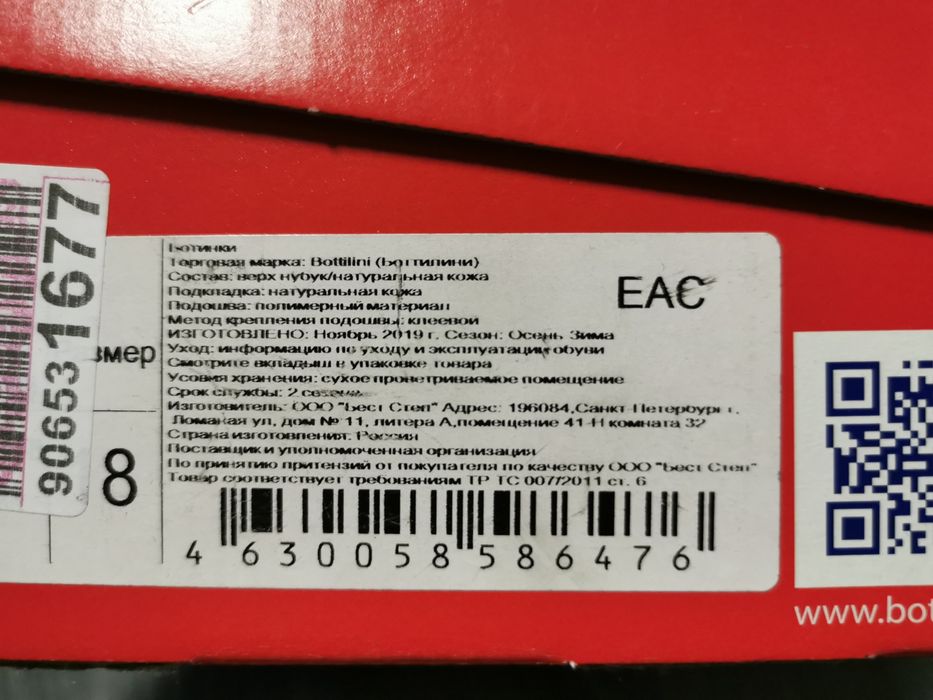 90653171677
змер
8
Ботинки
Торговая марка: Bottilini (Боттилини)
Состав: верх нубук/натуральная кожа
Подкладка: натуральная кожа
Подошва: полимерный материал
Метод крепления подошвы: клеевой
ИЗГОТОВЛЕНО: Ноябрь 2019 г. Сезон: Осень Зима
Уход: информацию по уходу и эксплуатации обуви
Смотрите вкладыш в упаковке товара
Условия хранения: сухое проветриваемое помещение
Срок службы: 2 сезона
Изготовитель: ООО "Бест Степ" Адрес: 196084,Санкт Петербург г,
Ломаная ул, дом № 11, литера А,помещение 41-Н комната 32
Страна изготовления: Россия
Поставщик и уполномоченная организация
По принятию притензий от покупателя по качеству ООО "Бест Степ"
Товар соответствует требованиям ТР ТС 007/2011 ст. 6
EAC
4 630058 586476
www.bot